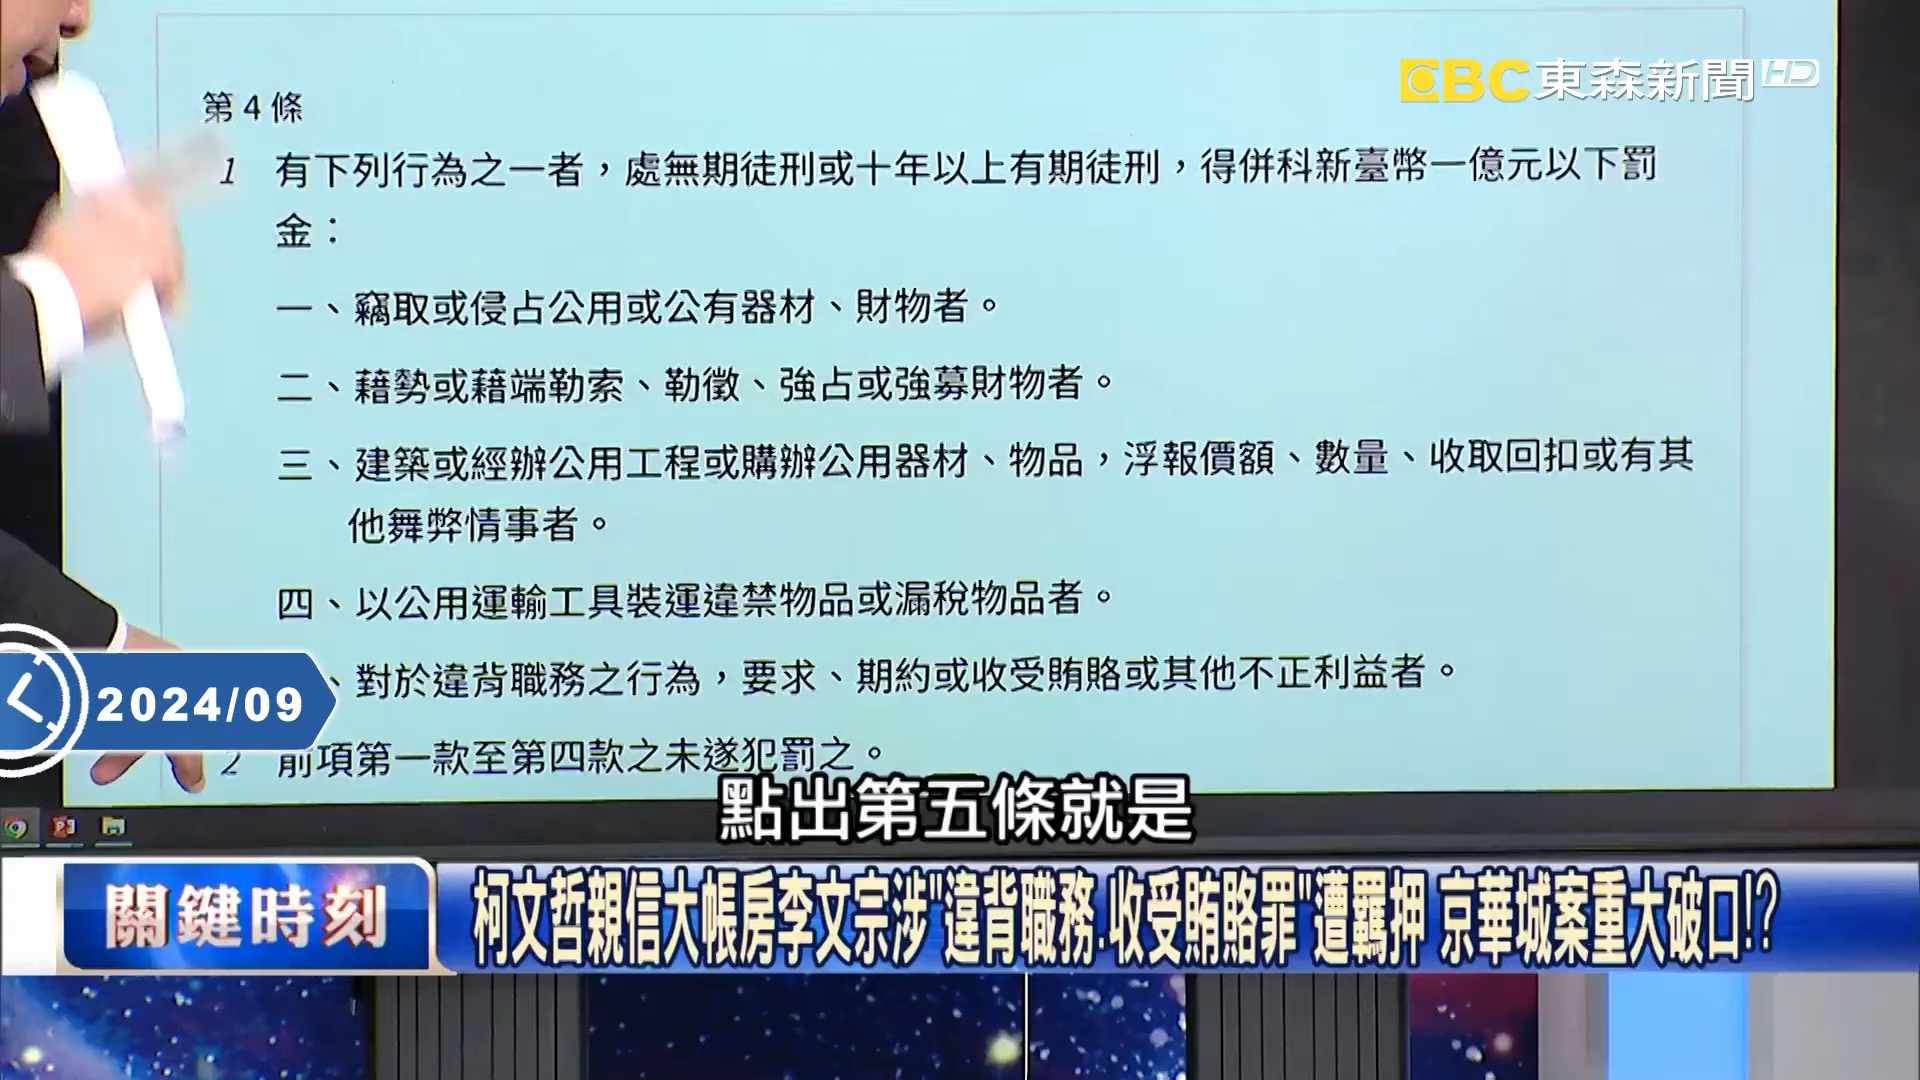 EBC 東森新聞 HD
第 4 條
1 有下列行為之一者，處無期徒刑或十年以上有期徒刑，得併科新臺幣一億元以下罰
金：
一、竊取或侵占公用或公有器材、財物者。
二、藉勢或藉端勒索、勒徵、強占或強募財物者。
三、建築或經辦公用工程或購辦公用器材、物品，浮報價額、數量、收取回扣或有其
他舞弊情事者。
四、以公用運輸工具裝運違禁物品或漏稅物品者。
、對於違背職務之行為，要求、期約或收受賄賂或其他不正利益者。
2024/09
2 前項第一款至第四款之未遂犯罰之。
點出第五條就是
關鍵時刻
柯文哲親信大帳房李文宗涉"違背職務.收受賄賂罪"遭羈押 京華城案重大破口!?